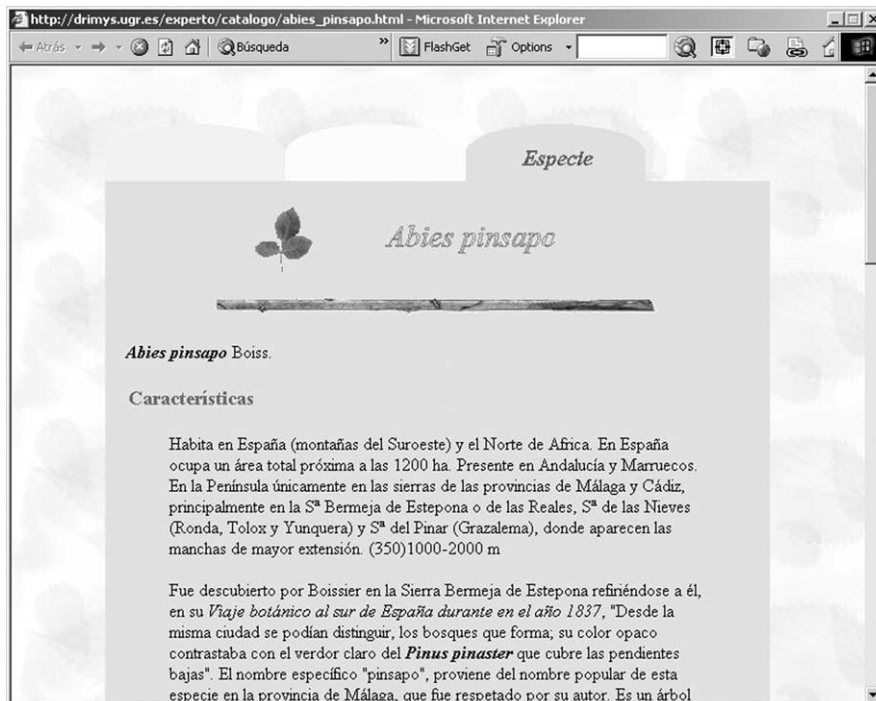 http://drimys.ugr.es/experto/catalogo/abies_pinsapo.html - Microsoft Internet Explorer
Atrás Búsqueda » FlashGet Options
Especie
Abies pinsapo
Abies pinsapo Boiss.
Características
Habita en España (montañas del Suroeste) y el Norte de Africa. En España
ocupa un área total próxima a las 1200 ha. Presente en Andalucía y Marruecos.
En la Península únicamente en las sierras de las provincias de Málaga y Cádiz,
principalmente en la Sª Bermeja de Estepona o de las Reales, Sª de las Nieves
(Ronda, Tolox y Yunquera) y Sª del Pinar (Grazalema), donde aparecen las
manchas de mayor extensión. (350)1000-2000 m
Fue descubierto por Boissier en la Sierra Bermeja de Estepona refiriéndose a él,
en su Viaje botánico al sur de España durante en el año 1837, "Desde la
misma ciudad se podían distinguir, los bosques que forma; su color opaco
contrastaba con el verdor claro del Pinus pinaster que cubre las pendientes
bajas". El nombre específico "pinsapo", proviene del nombre popular de esta
especie en la provincia de Málaga, que fue respetado por su autor. Es un árbol